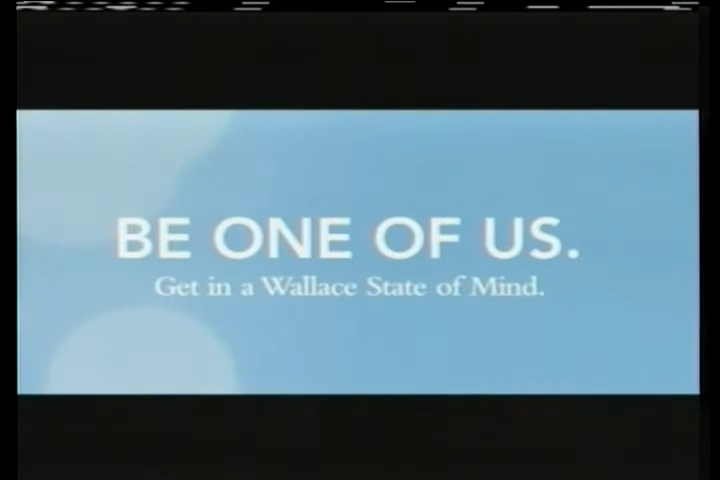 BE ONE OF US.
Get in a Wallace State of Mind.